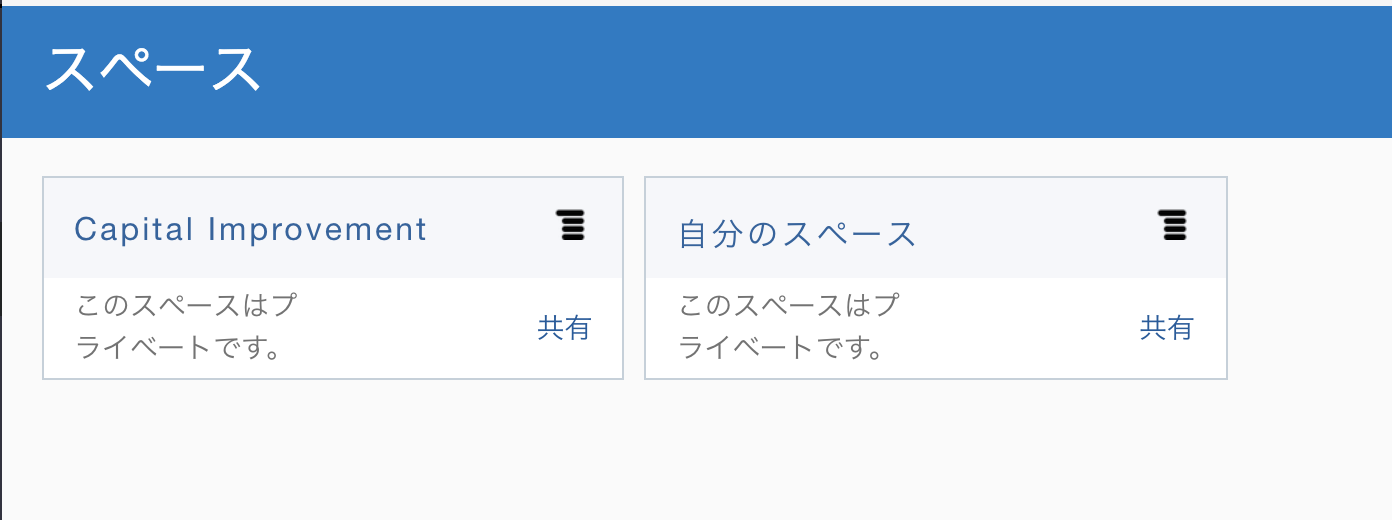 スペース
Capital Improvement
このスペースはプ
ライベートです。
共有
自分のスペース
このスペースはプ
ライベートです。
共有